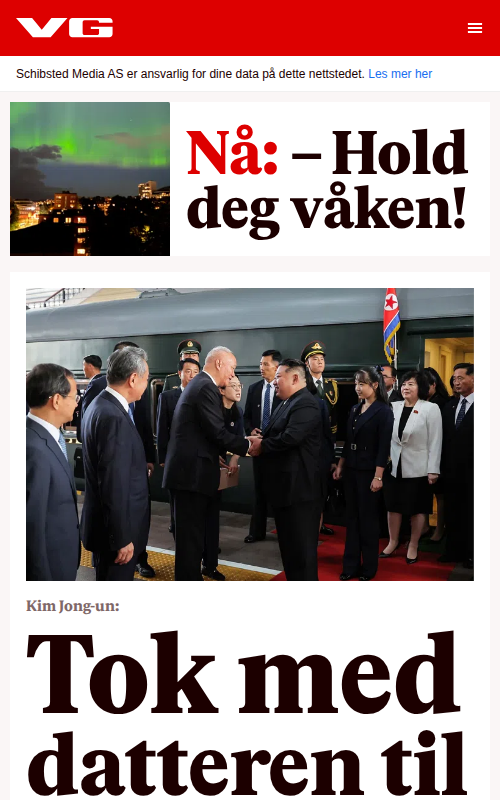 VG
Schibsted Media AS er ansvarlig for dine data på dette nettstedet. Les mer her
Nå: – Hold
deg våken!
Kim Jong-un:
Tok med
datteren til